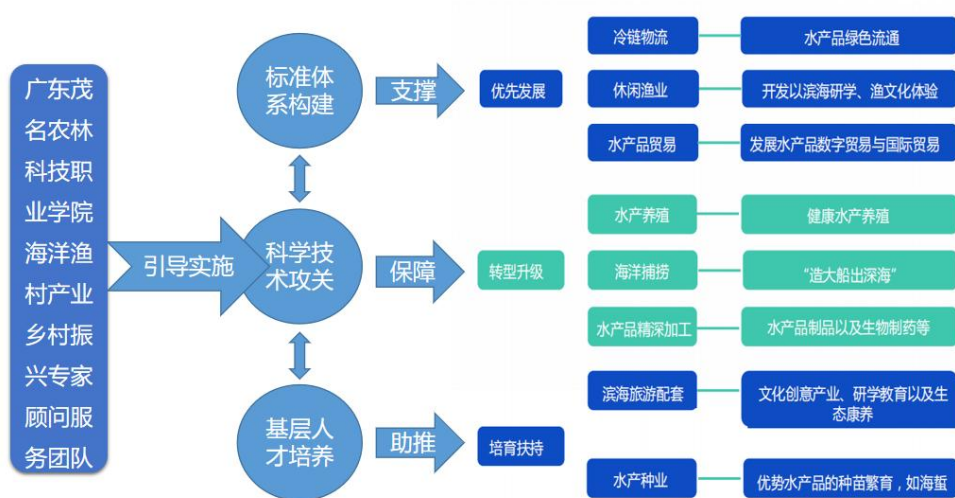 广东茂
名农林
科技职
业学院
海洋渔
村产业
乡村振
兴专家
顾问服
务团队
引导实施
标准体
系构建
支撑
优先发展
冷链物流
水产品绿色流通
休闲渔业
开发以滨海研学、渔文化体验
水产品贸易
发展水产品数字贸易与国际贸易
科学技
术攻关
保障
转型升级
水产养殖
健康水产养殖
海洋捕捞
“造大船出深海”
水产品精深加工
水产品制品以及生物制药等
基层人
才培养
助推
培育扶持
滨海旅游配套
文化创意产业、研学教育以及生
态康养
水产种业
优势水产品的种苗繁育，如海蜇